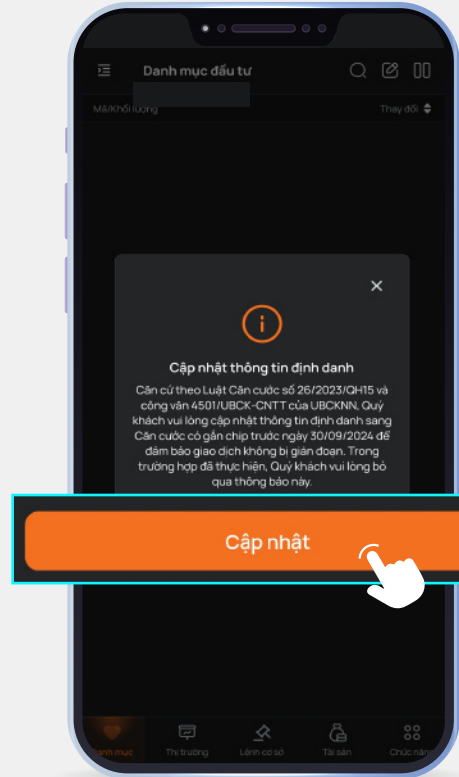 Danh mục đầu tư
Mã/Khối lượng
Thay đổi
Cập nhật thông tin định danh
Căn cứ theo Luật Căn cước số 26/2023/QH15 và
công văn 4501/UBCK-CNTT của UBCKNN, Quý
khách vui lòng cập nhật thông tin định danh sang
Căn cước có gắn chip trước ngày 30/09/2024 để
đảm bảo giao dịch không bị gián đoạn. Trong
trường hợp đã thực hiện, Quý khách vui lòng bỏ
qua thông báo này.
Cập nhật
Danh mục
Thị trường
Lệnh cơ sở
Tài sản
Chức năng